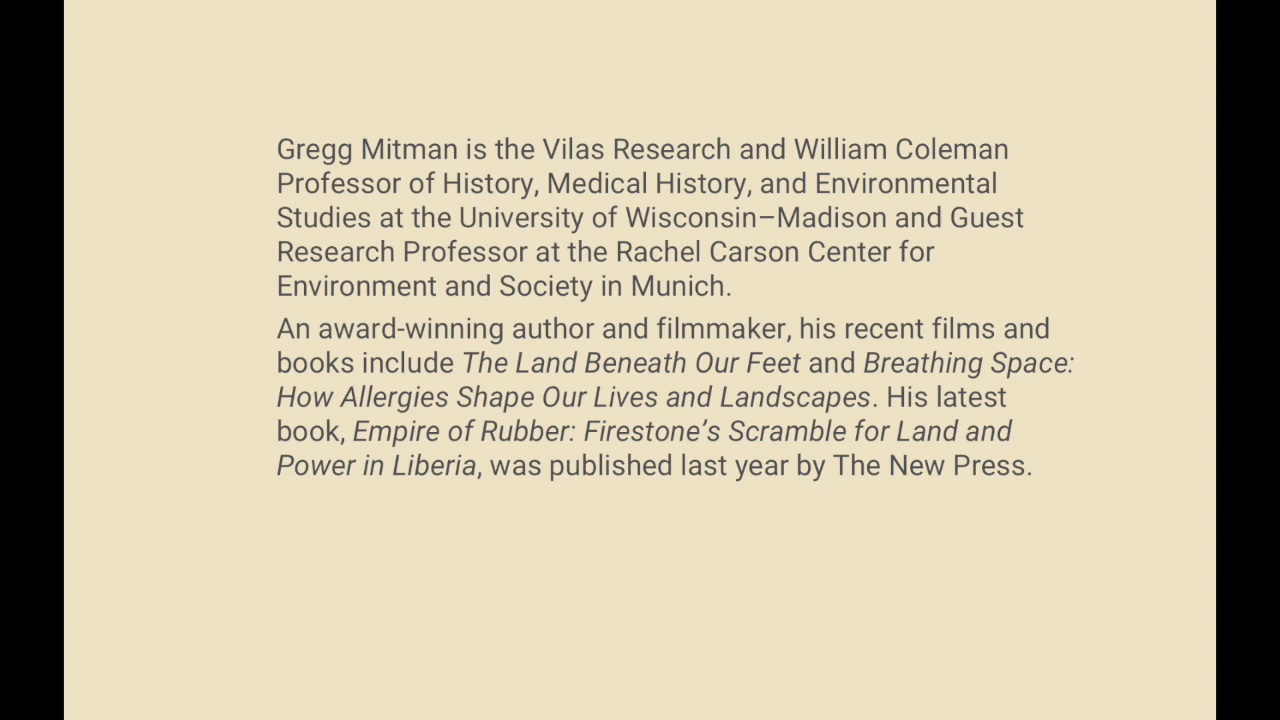 Gregg Mitman is the Vilas Research and William Coleman
Professor of History, Medical History, and Environmental
Studies at the University of Wisconsin–Madison and Guest
Research Professor at the Rachel Carson Center for
Environment and Society in Munich.
An award-winning author and filmmaker, his recent films and
books include The Land Beneath Our Feet and Breathing Space:
How Allergies Shape Our Lives and Landscapes. His latest
book, Empire of Rubber: Firestone’s Scramble for Land and
Power in Liberia, was published last year by The New Press.